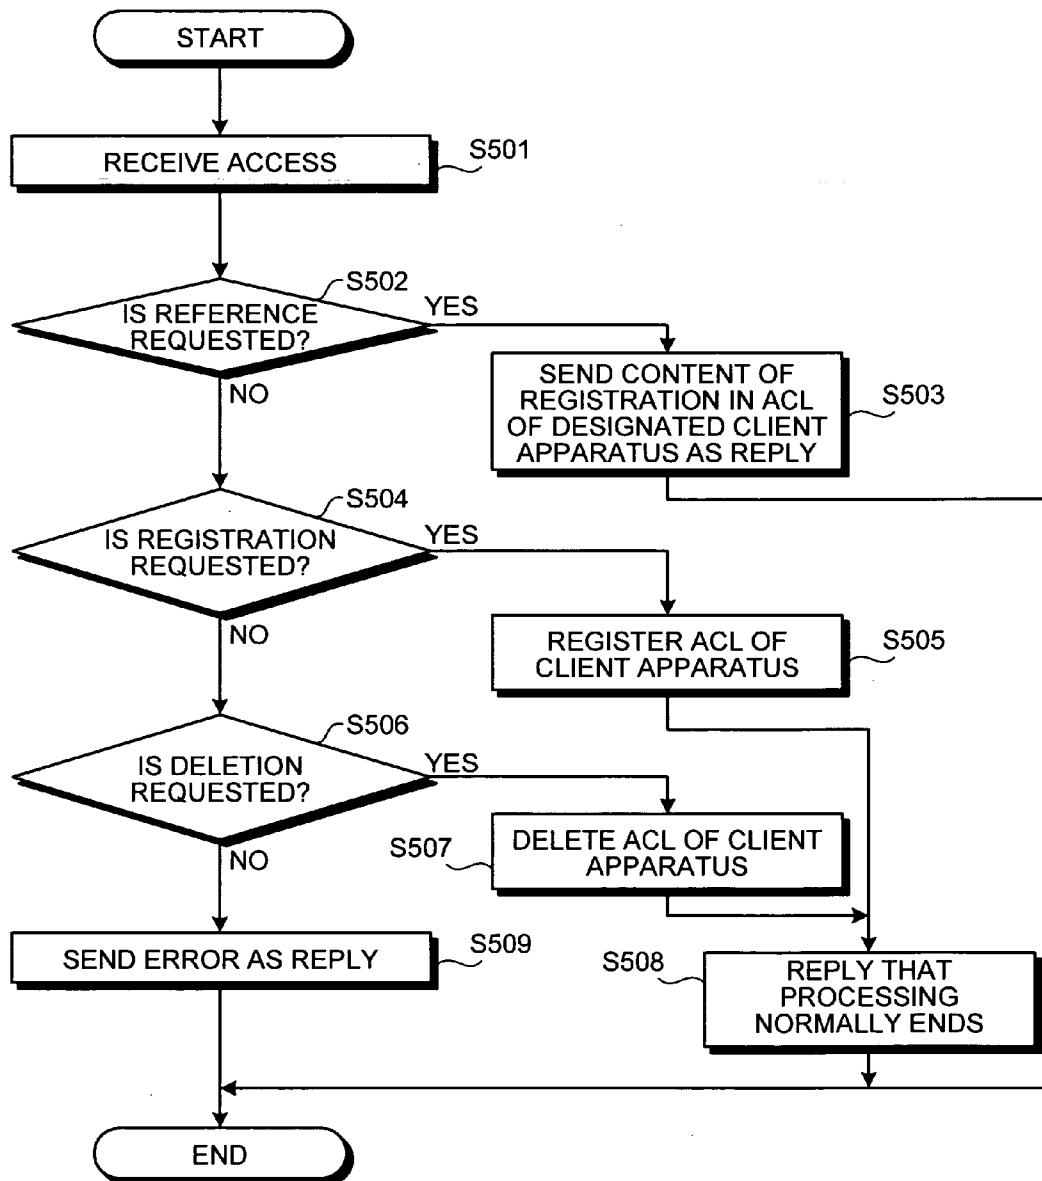 START
RECEIVE ACCESS
S501
S502
IS REFERENCE
REQUESTED?
YES
NO
SEND CONTENT OF
REGISTRATION IN ACL
OF DESIGNATED CLIENT
APPARATUS AS REPLY
S503
S504
IS REGISTRATION
REQUESTED?
YES
NO
REGISTER ACL OF
CLIENT APPARATUS
S505
S506
IS DELETION
REQUESTED?
YES
NO
S507
DELETE ACL OF CLIENT
APPARATUS
SEND ERROR AS REPLY
S509
S508
REPLY THAT
PROCESSING
NORMALLY ENDS
END